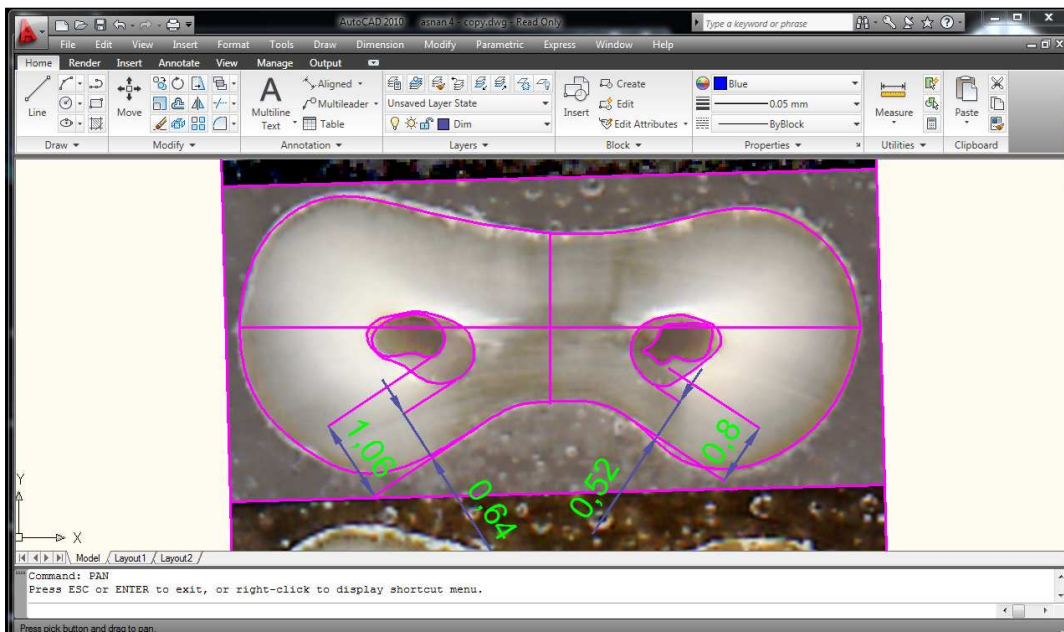 AutoCAD 2010 asnan 4 - copy.dwg - Read Only
Type a keyword or phrase
File Edit View Insert Format Tools Draw Dimension Modify Parametric Express Window Help
Home Render Insert Annotate View Manage Output
Line
Move
A
Multiline Text
Aligned
Multileader
Table
Unsaved Layer State
Dim
Insert
Create
Edit
Edit Attributes
Blue
0.05 mm
ByBlock
Measure
Paste
Draw Modify Annotation Layers Block Properties Utilities Clipboard
1,06
0,64
0,52
0,8
Y
X
Model Layout1 Layout2
Command: PAN
Press ESC or ENTER to exit, or right-click to display shortcut menu.
Press pick button and drag to pan.